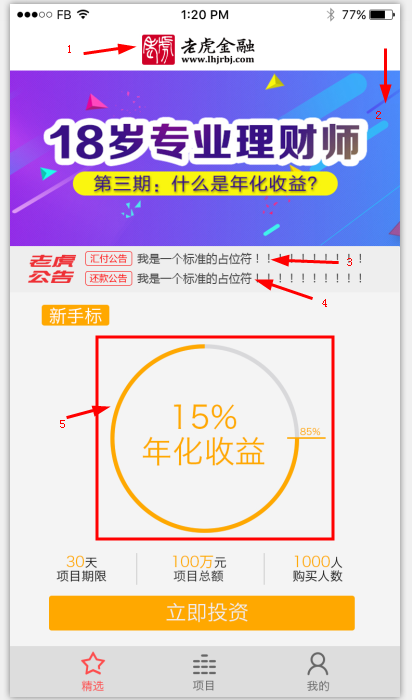 FB 1:20 PM 77%
1 老虎金融
www.lhjrbj.com
2
18岁专业理财师
第三期：什么是年化收益?
老虎 汇付公告 我是一个标准的占位符！！！！！！！！！！ 3
公告 还款公告 我是一个标准的占位符！！！！！！！！！！
4
新手标
15%
5 年化收益
85%
30天 100万元 1000人
项目期限 项目总额 购买人数
立即投资
精选 项目 我的